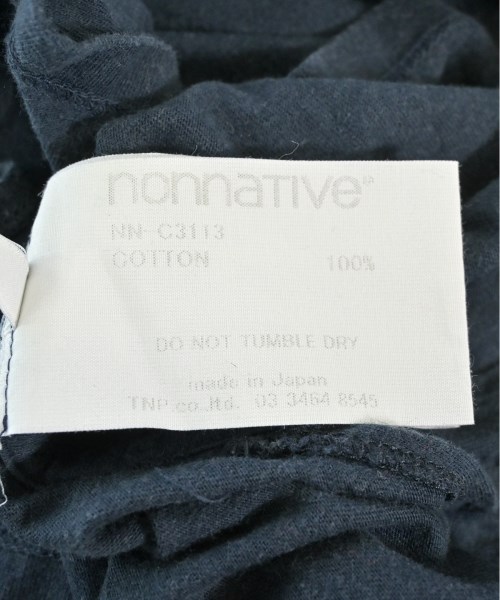 nonnative
NN-C3113
COTTON 100%
DO NOT TUMBLE DRY
made in Japan
TNP.co.ltd. 03 3464 8545